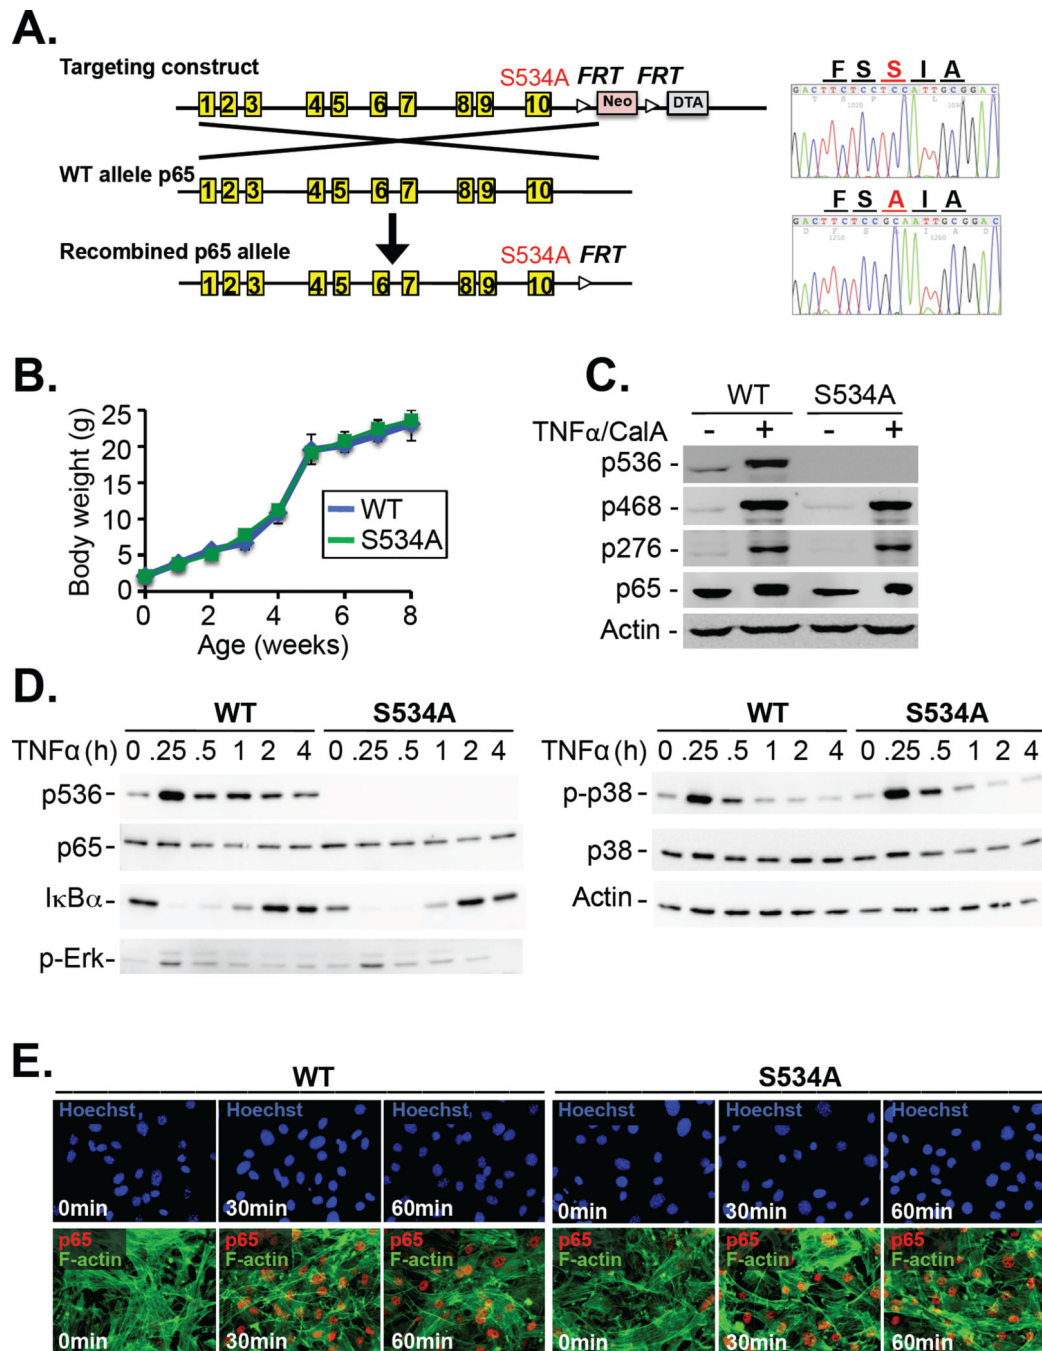 A.
Targeting construct
S534A FRT FRT
1 2 3 4 5 6 7 8 9 10 Neo DTA
WT allele p65
1 2 3 4 5 6 7 8 9 10
Recombined p65 allele
S534A FRT
1 2 3 4 5 6 7 8 9 10
F S S I A
GACTTCTCCTCCATTGCGGAC
1020
F S A I A
GACTTCTCCGCAATTGCGGAC
D F S I A D
1250 1260
B.
Body weight (g)
25
20
15
10
5
0
0 2 4 6 8
Age (weeks)
WT
S534A
C.
WT S534A
TNFα/CalA - + - +
p536 -
p468 -
p276 -
p65 -
Actin -
D.
WT S534A
TNFα (h) 0 .25 .5 1 2 4 0 .25 .5 1 2 4
p536 -
p65 -
IκBα -
p-Erk -
WT S534A
TNFα (h) 0 .25 .5 1 2 4 0 .25 .5 1 2 4
p-p38 -
p38 -
Actin -
E.
WT S534A
Hoechst Hoechst Hoechst Hoechst Hoechst Hoechst
0min 30min 60min 0min 30min 60min
p65 p65 p65 p65 p65 p65
F-actin F-actin F-actin F-actin F-actin F-actin
0min 30min 60min 0min 30min 60min